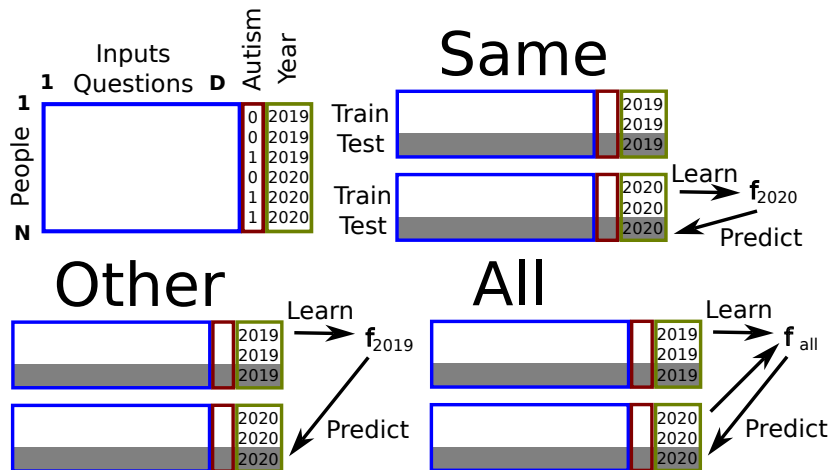 Inputs
Questions
1
D
Autism
Year
1
People
N
0 2019
0 2019
1 2019
0 2020
1 2020
1 2020
Same
Train
Test
2019
2019
2019
Train
Test
2020
2020
2020
Learn
f2020
Predict
Other
2019
2019
2019
Learn
f2019
2020
2020
2020
Predict
All
2019
2019
2019
Learn
f all
2020
2020
2020
Predict